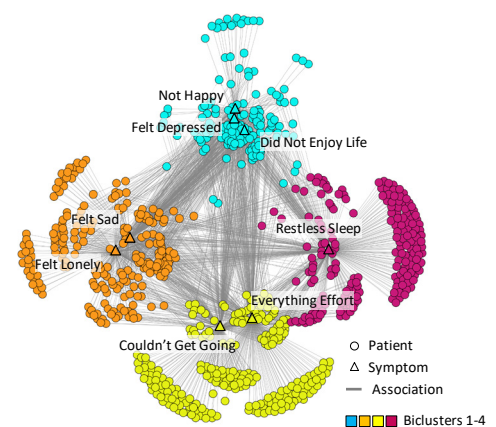 Not Happy
Felt Depressed
Did Not Enjoy Life
Felt Sad
Restless Sleep
Felt Lonely
Everything Effort
Couldn't Get Going
Patient
Symptom
Association
Biclusters 1-4